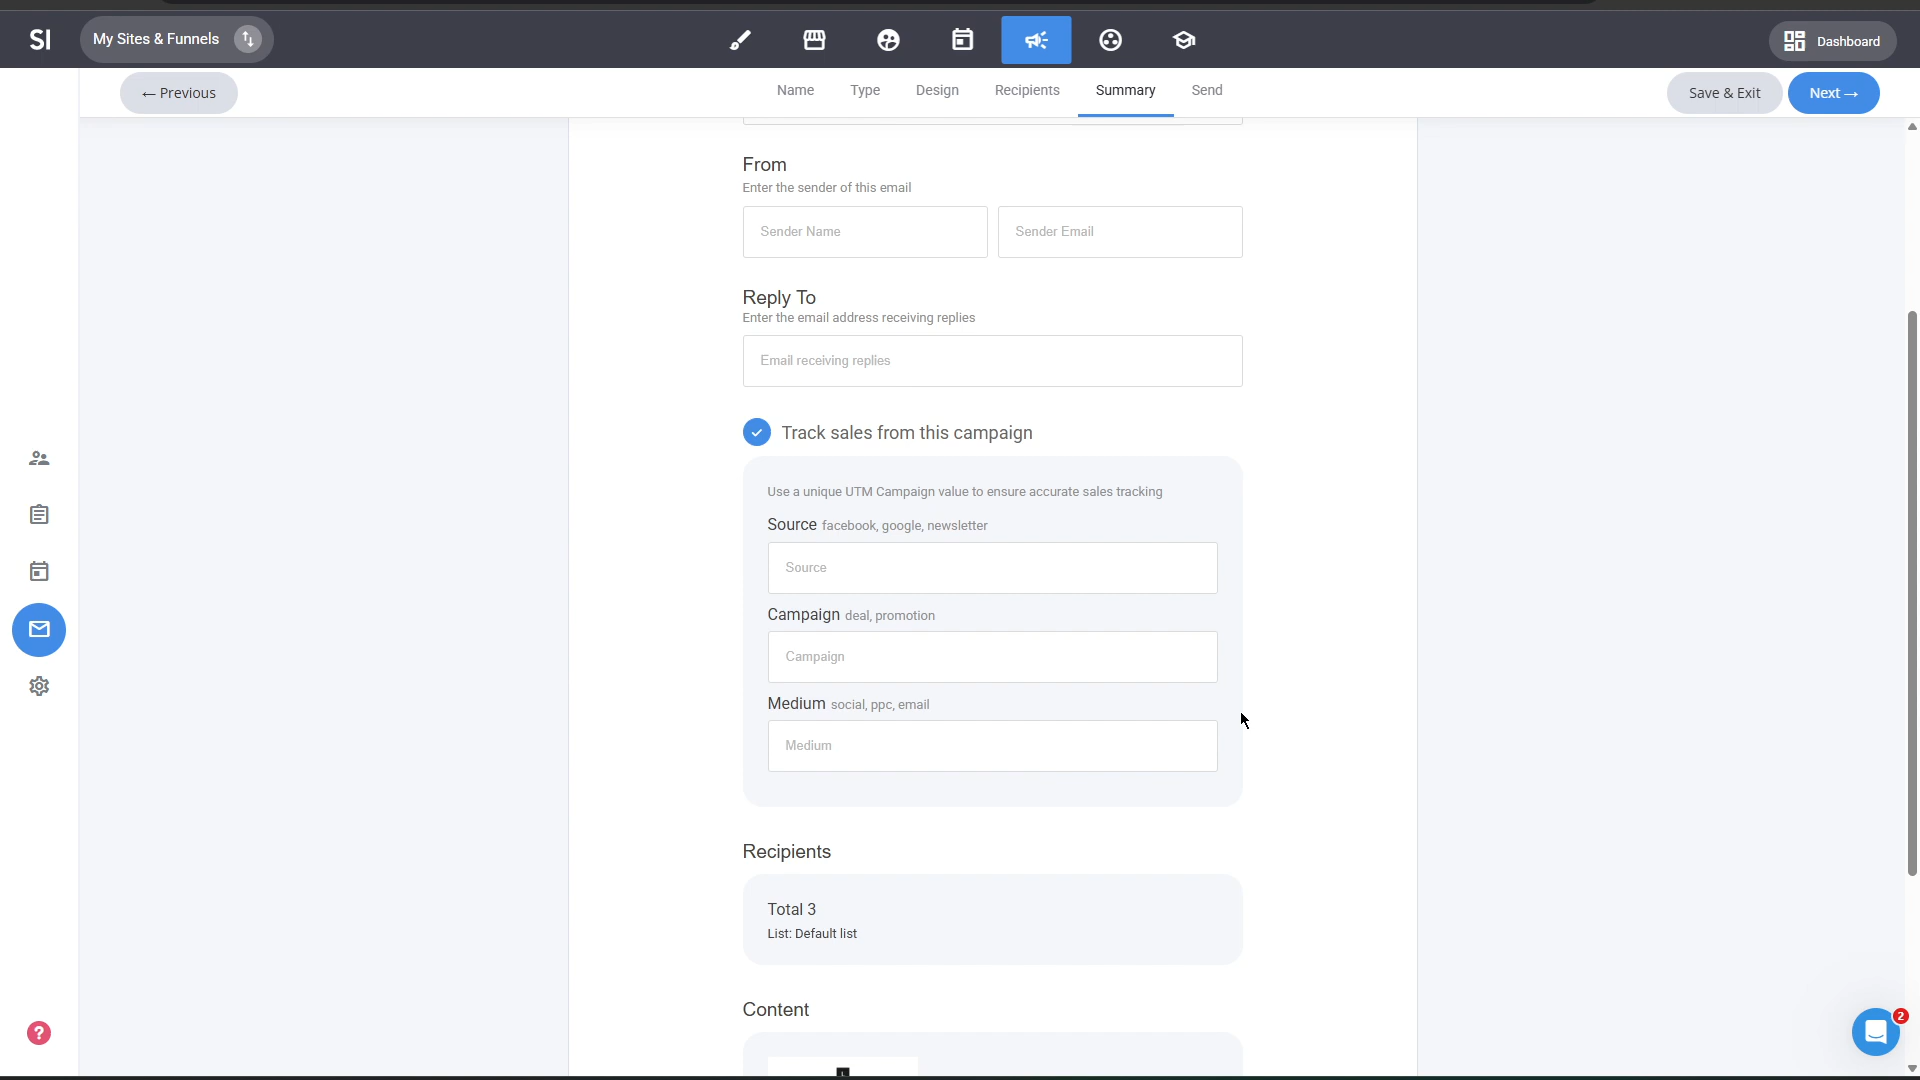 SI
My Sites & Funnels
Dashboard
← Previous
Name
Type
Design
Recipients
Summary
Send
Save & Exit
Next →
From
Enter the sender of this email
Sender Name
Sender Email
Reply To
Enter the email address receiving replies
Email receiving replies
Track sales from this campaign
Use a unique UTM Campaign value to ensure accurate sales tracking
Source facebook, google, newsletter
Source
Campaign deal, promotion
Campaign
Medium social, ppc, email
Medium
Recipients
Total 3
List: Default list
Content
?
2